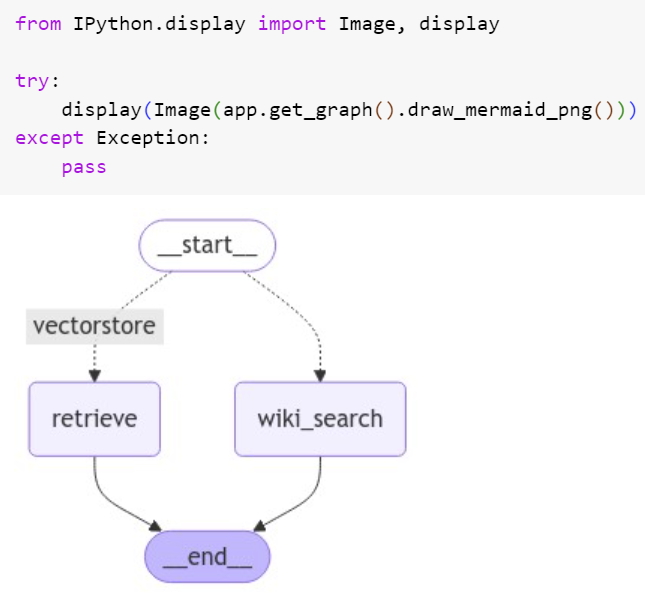 from IPython.display import Image, display

try:
    display(Image(app.get_graph().draw_mermaid_png()))
except Exception:
    pass
__start__
vectorstore
retrieve
wiki_search
__end__